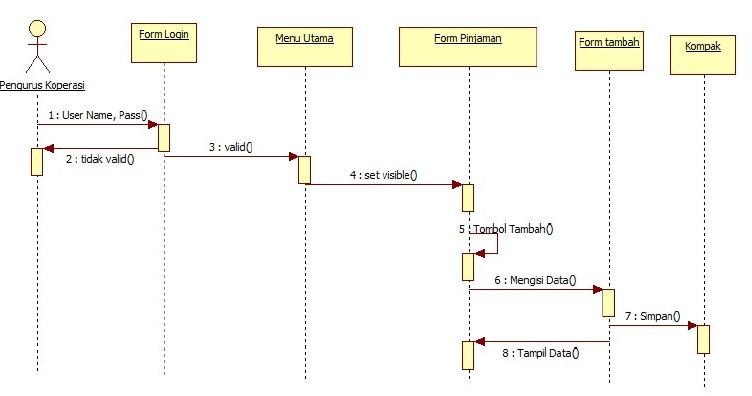 Form Login
Menu Utama
Form Pinjaman
Form tambah
Kompak
Pengurus Koperasi
1 : User Name, Pass()
2 : tidak valid()
3 : valid()
4 : set visible()
5 : Tombol Tambah()
6 : Mengisi Data()
7 : Simpan()
8 : Tampil Data()